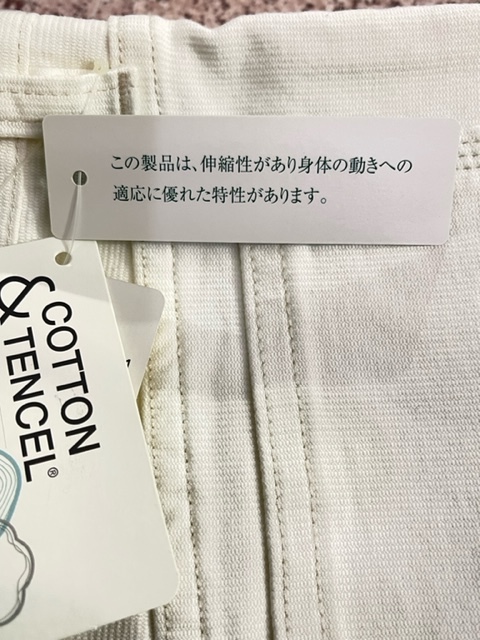 この製品は、伸縮性があり身体の動きへの
適応に優れた特性があります。
COTTON
& TENCEL®